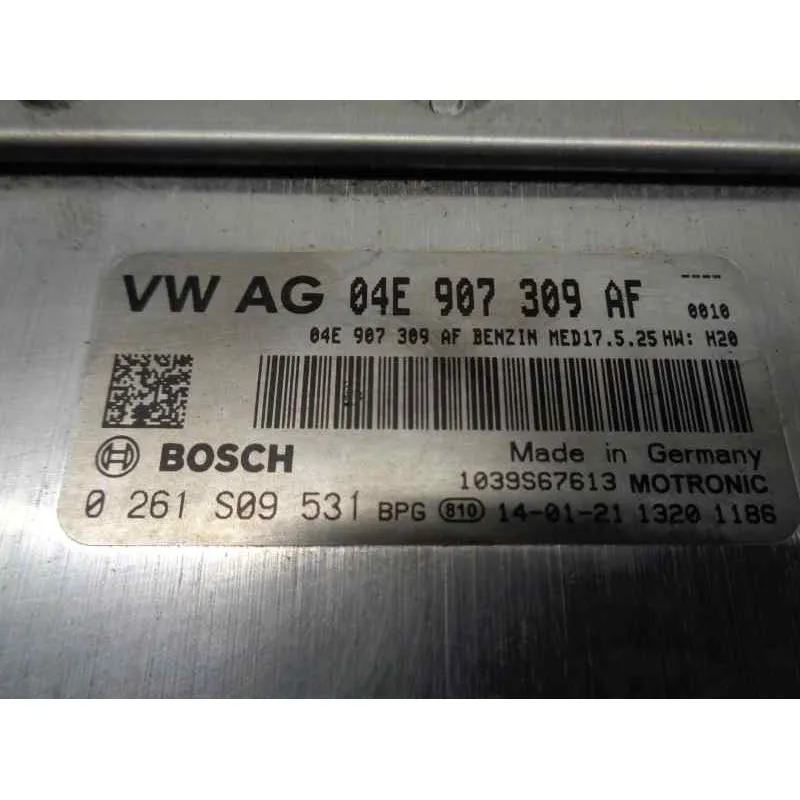 VW AG 04E 907 309 AF ---- 0010
04E 907 309 AF BENZIN MED17.5.25 HW: H20
BOSCH Made in Germany
1039S67613 MOTRONIC
0 261 S09 531 BPG 810 14-01-21 1320 1186